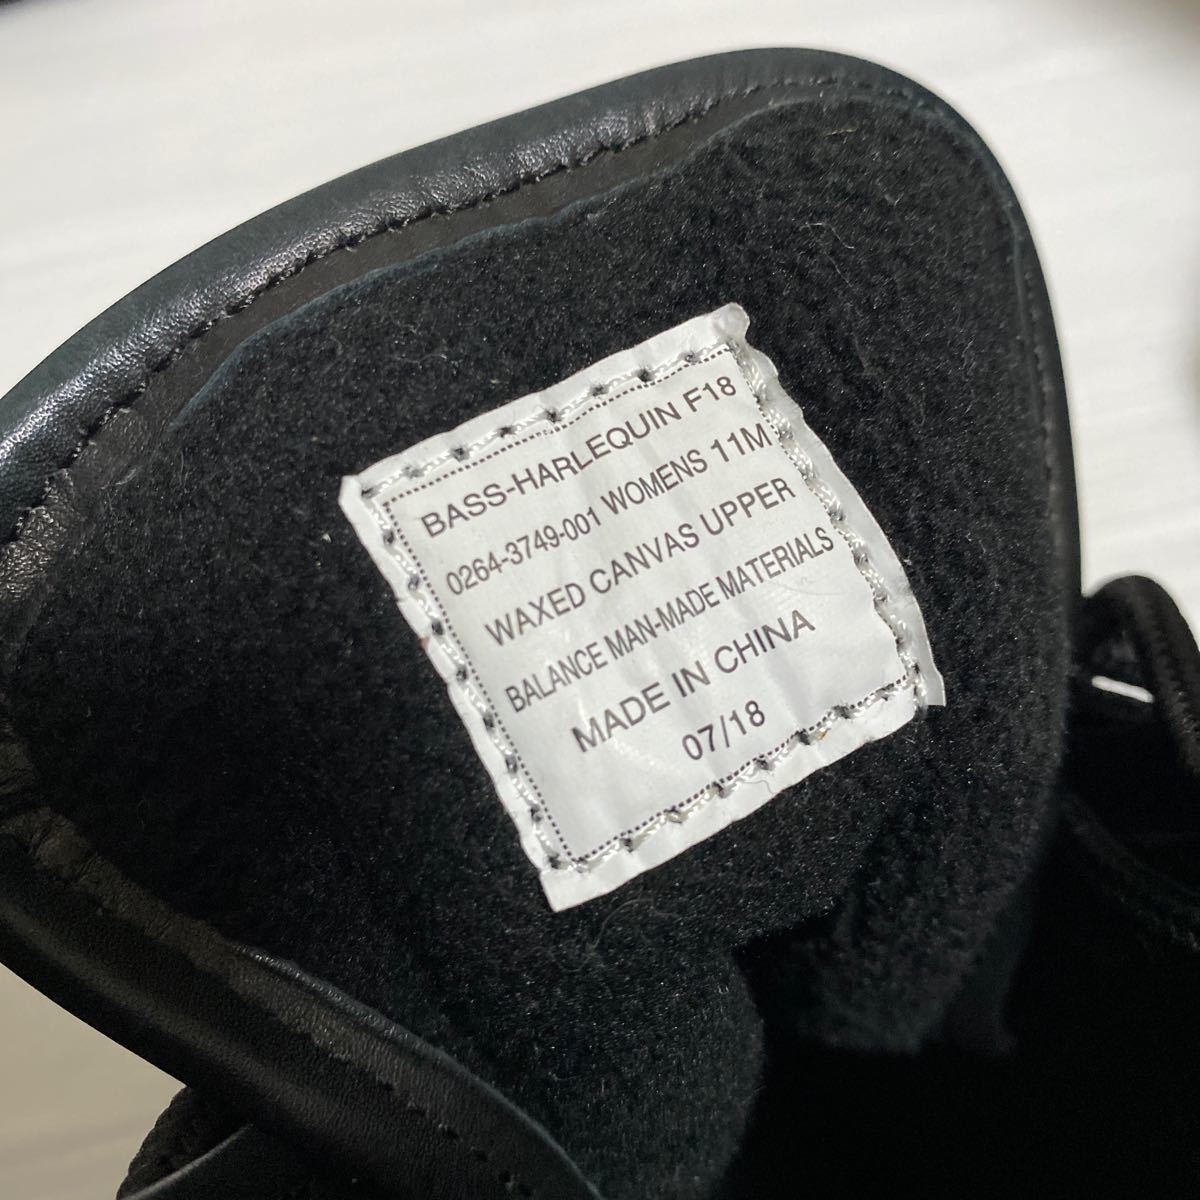 BASS-HARLEQUIN F18
0264-3749-001 WOMENS 11M
WAXED CANVAS UPPER
BALANCE MAN-MADE MATERIALS
MADE IN CHINA
07/18